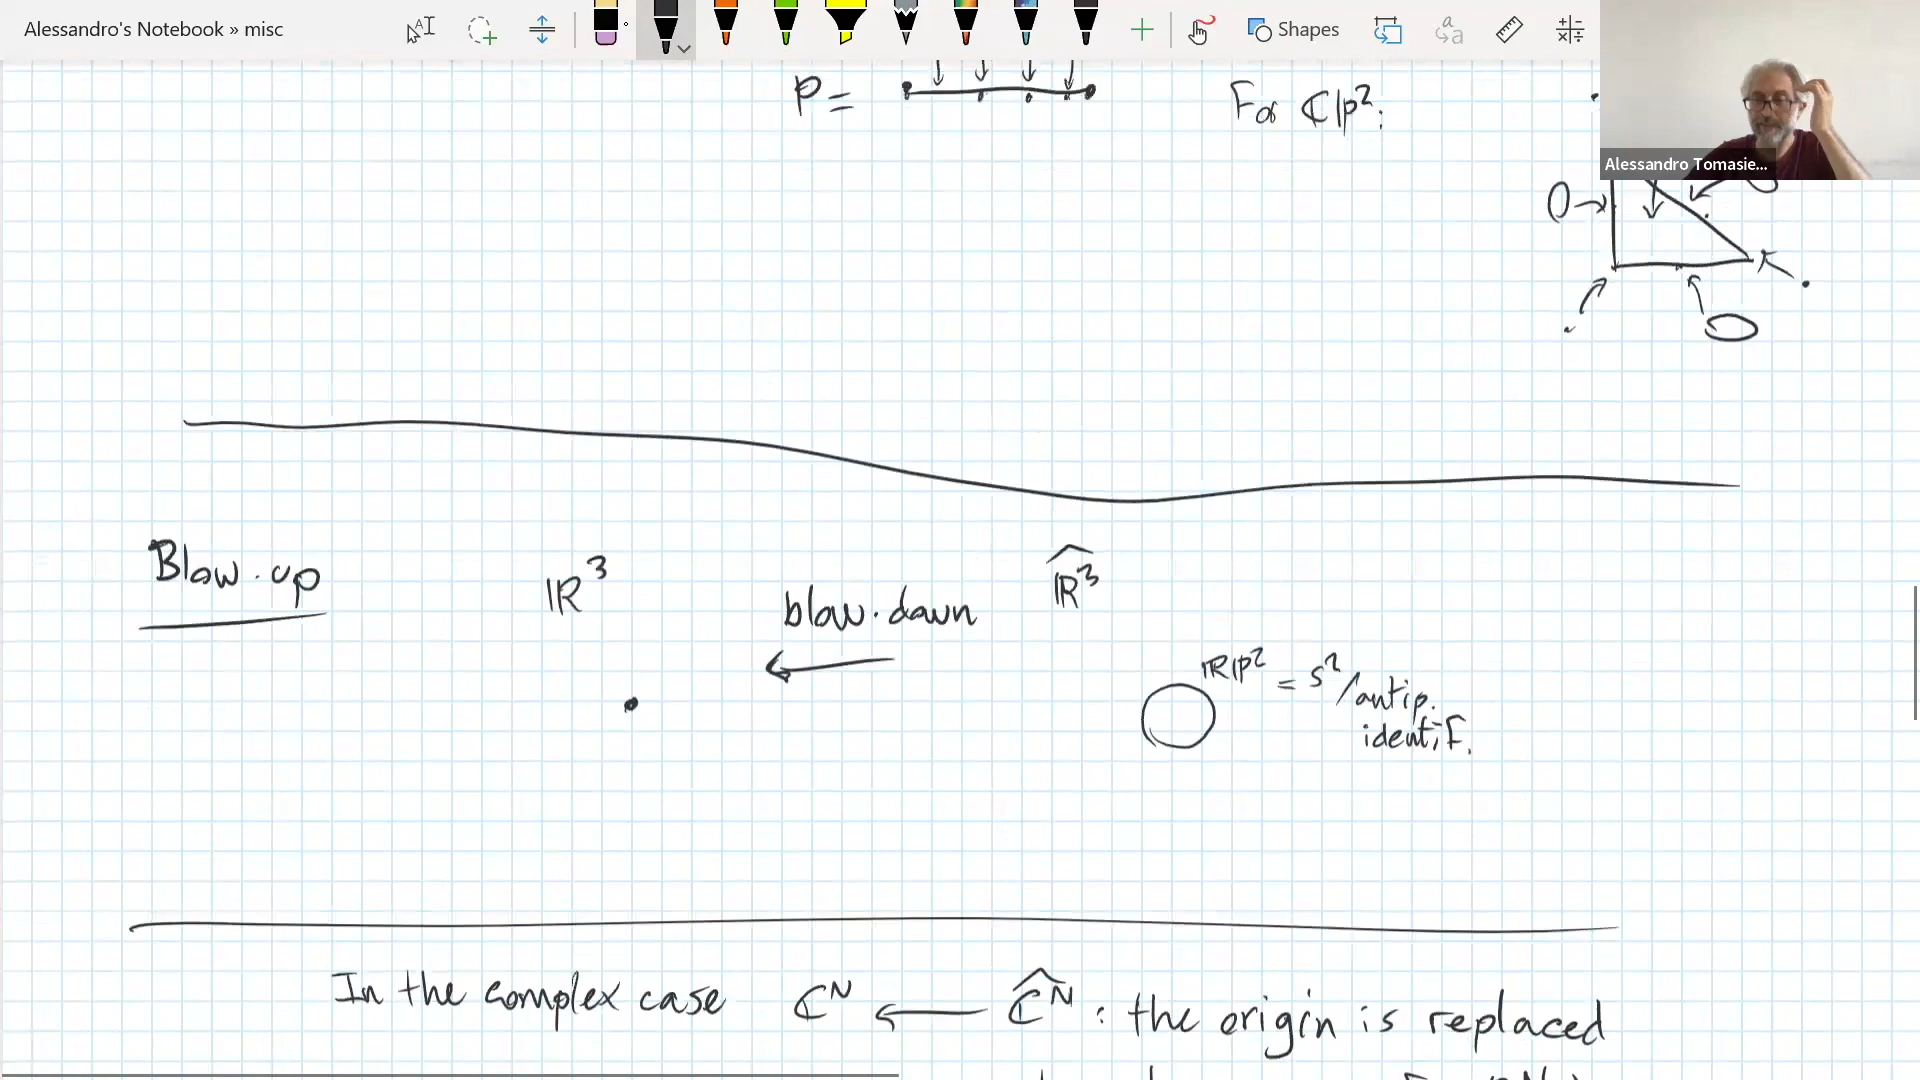 Alessandro's Notebook » misc
Shapes
Alessandro Tomasie...
P =
For ℂℙ²:
Blow-up
ℝ³
blow-down
ℝ̂³
ℝℙ² = S²/antip.
identif.
In the complex case ℂᴺ ← ℂ̂ᴺ : the origin is replaced